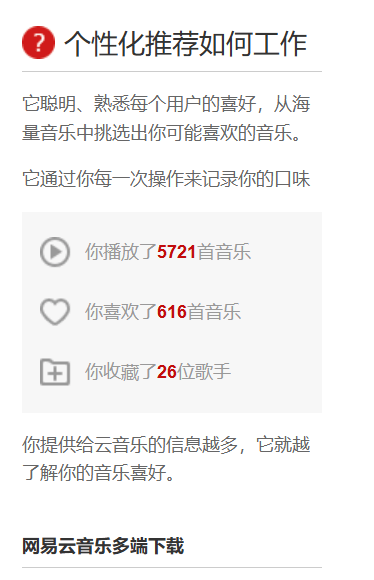 ? 个性化推荐如何工作
它聪明、熟悉每个用户的喜好，从海
量音乐中挑选出你可能喜欢的音乐。
它通过你每一次操作来记录你的口味
你播放了5721首音乐
你喜欢了616首音乐
你收藏了26位歌手
你提供给云音乐的信息越多，它就越
了解你的音乐喜好。
网易云音乐多端下载